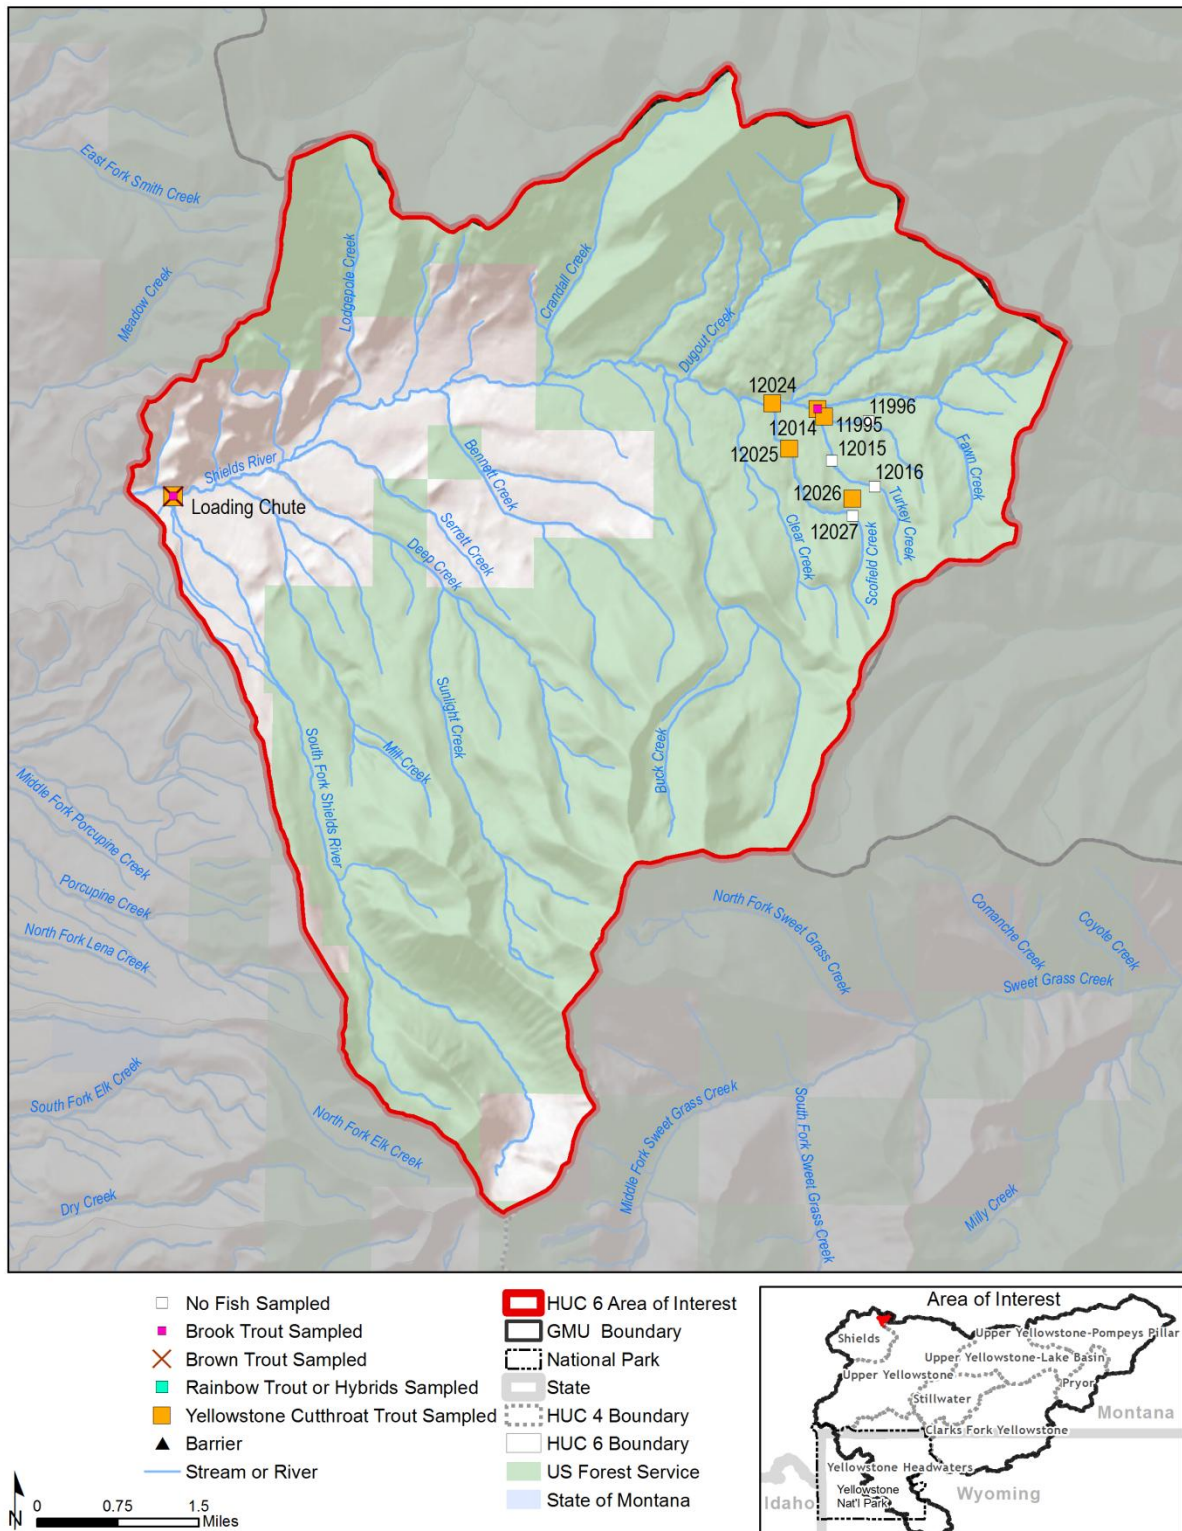 East Fork Smith Creek
Meadow Creek
Lodgepole Creek
Crandall Creek
Dugout Creek
12024
11996
12014
11995
12025
12015
Fawn Creek
Shields River
Bennett Creek
12016
12026
Turkey Creek
Loading Chute
Serrett Creek
12027
Deep Creek
Clear Creek
Scofield Creek
Sunlight Creek
Mill Creek
Buck Creek
South Fork Shields River
Middle Fork Porcupine Creek
Porcupine Creek
North Fork Lena Creek
North Fork Sweet Grass Creek
Comanche Creek
Coyote Creek
Sweet Grass Creek
South Fork Elk Creek
North Fork Elk Creek
Middle Fork Sweet Grass Creek
South Fork Sweet Grass Creek
Dry Creek
Milly Creek
No Fish Sampled
Brook Trout Sampled
Brown Trout Sampled
Rainbow Trout or Hybrids Sampled
Yellowstone Cutthroat Trout Sampled
Barrier
Stream or River
N
0 0.75 1.5
Miles
HUC 6 Area of Interest
GMU Boundary
National Park
State
HUC 4 Boundary
HUC 6 Boundary
US Forest Service
State of Montana
Area of Interest
Shields
Upper Yellowstone-Pompeys Pillar
Upper Yellowstone-Lake Basin
Upper Yellowstone
Pryor
Stillwater
Montana
Clarks Fork Yellowstone
Yellowstone Headwaters
Yellowstone
Nat'l Park
Idaho
Wyoming